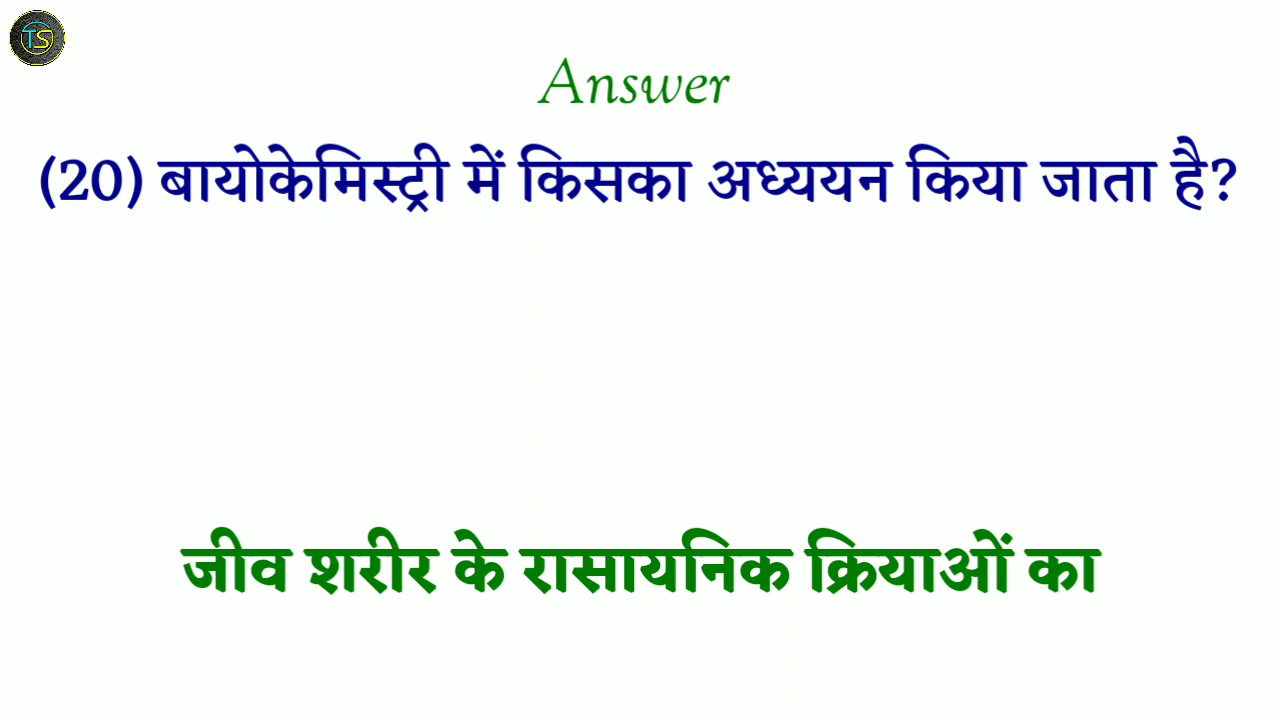 TS
Answer
(20) बायोकेमिस्ट्री में किसका अध्ययन किया जाता है?
जीव शरीर के रासायनिक क्रियाओं का